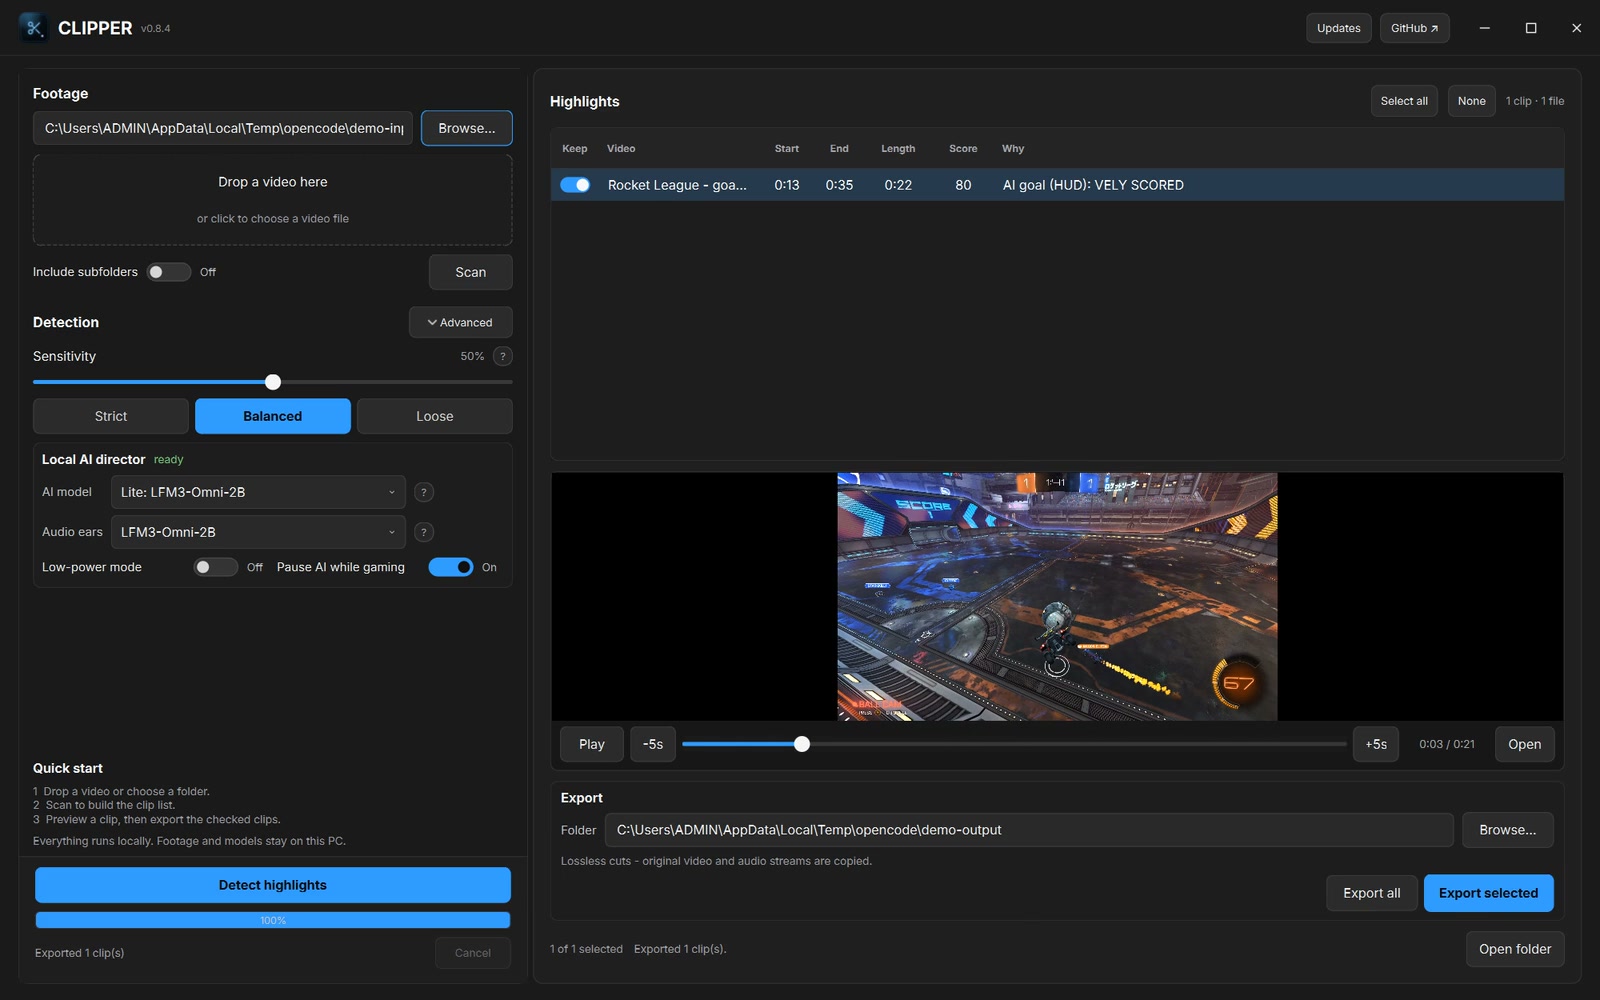 CLIPPER v0.8.4
Updates
GitHub ↗
Footage
C:\Users\ADMIN\AppData\Local\Temp\opencode\demo-in
Browse...
Drop a video here
or click to choose a video file
Include subfolders Off
Scan
Detection
Advanced
Sensitivity 50% ?
Strict Balanced Loose
Local AI director ready
AI model Lite: LFM3-Omni-2B ?
Audio ears LFM3-Omni-2B ?
Low-power mode Off Pause AI while gaming On
Quick start
1 Drop a video or choose a folder.
2 Scan to build the clip list.
3 Preview a clip, then export the checked clips.
Everything runs locally. Footage and models stay on this PC.
Detect highlights
100%
Exported 1 clip(s)
Cancel
Highlights
Select all None 1 clip · 1 file
Keep Video Start End Length Score Why
Rocket League - goa... 0:13 0:35 0:22 80 AI goal (HUD): VELY SCORED
1 1
SCORE
BALL CAM
67
Play -5s +5s 0:03 / 0:21 Open
Export
Folder C:\Users\ADMIN\AppData\Local\Temp\opencode\demo-output Browse...
Lossless cuts - original video and audio streams are copied.
Export all Export selected
1 of 1 selected Exported 1 clip(s).
Open folder